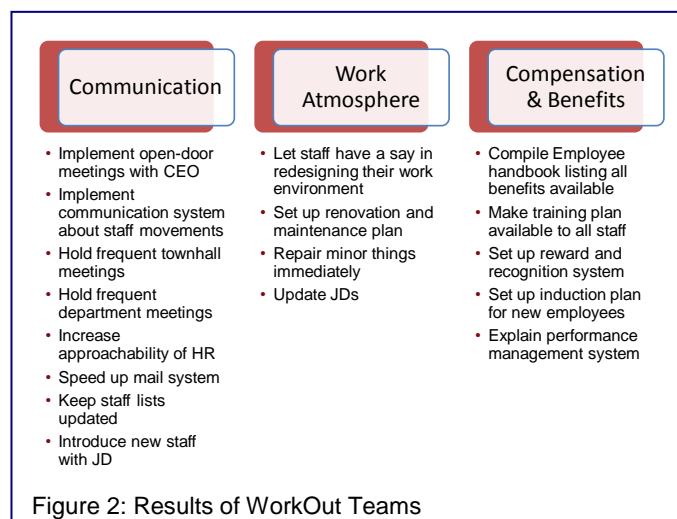 Communication
• Implement open-door
meetings with CEO
• Implement
communication system
about staff movements
• Hold frequent townhall
meetings
• Hold frequent
department meetings
• Increase
approachability of HR
• Speed up mail system
• Keep staff lists
updated
• Introduce new staff
with JD
Work
Atmosphere
• Let staff have a say in
redesigning their work
environment
• Set up renovation and
maintenance plan
• Repair minor things
immediately
• Update JDs
Compensation
& Benefits
• Compile Employee
handbook listing all
benefits available
• Make training plan
available to all staff
• Set up reward and
recognition system
• Set up induction plan
for new employees
• Explain performance
management system
Figure 2: Results of WorkOut Teams